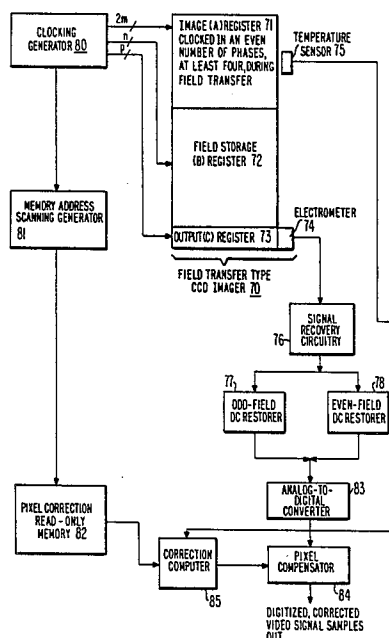 CLOCKING
GENERATOR 80
2m
n
p
IMAGE (A) REGISTER 71
CLOCKED IN AN EVEN
NUMBER OF PHASES,
AT LEAST FOUR, DURING
FIELD TRANSFER
TEMPERATURE
SENSOR 75
FIELD STORAGE
(B) REGISTER 72
MEMORY ADDRESS
SCANNING GENERATOR
81
ELECTROMETER
74
OUTPUT (C) REGISTER 73
FIELD TRANSFER TYPE
CCD IMAGER 70
SIGNAL
RECOVERY
CIRCUITRY
76
77
78
ODD-FIELD
DC RESTORER
EVEN-FIELD
DC RESTORER
83
ANALOG-TO-
DIGITAL
CONVERTER
PIXEL CORRECTION
READ-ONLY
MEMORY 82
CORRECTION
COMPUTER
85
PIXEL
COMPENSATOR
84
DIGITIZED, CORRECTED
VIDEO SIGNAL SAMPLES
OUT